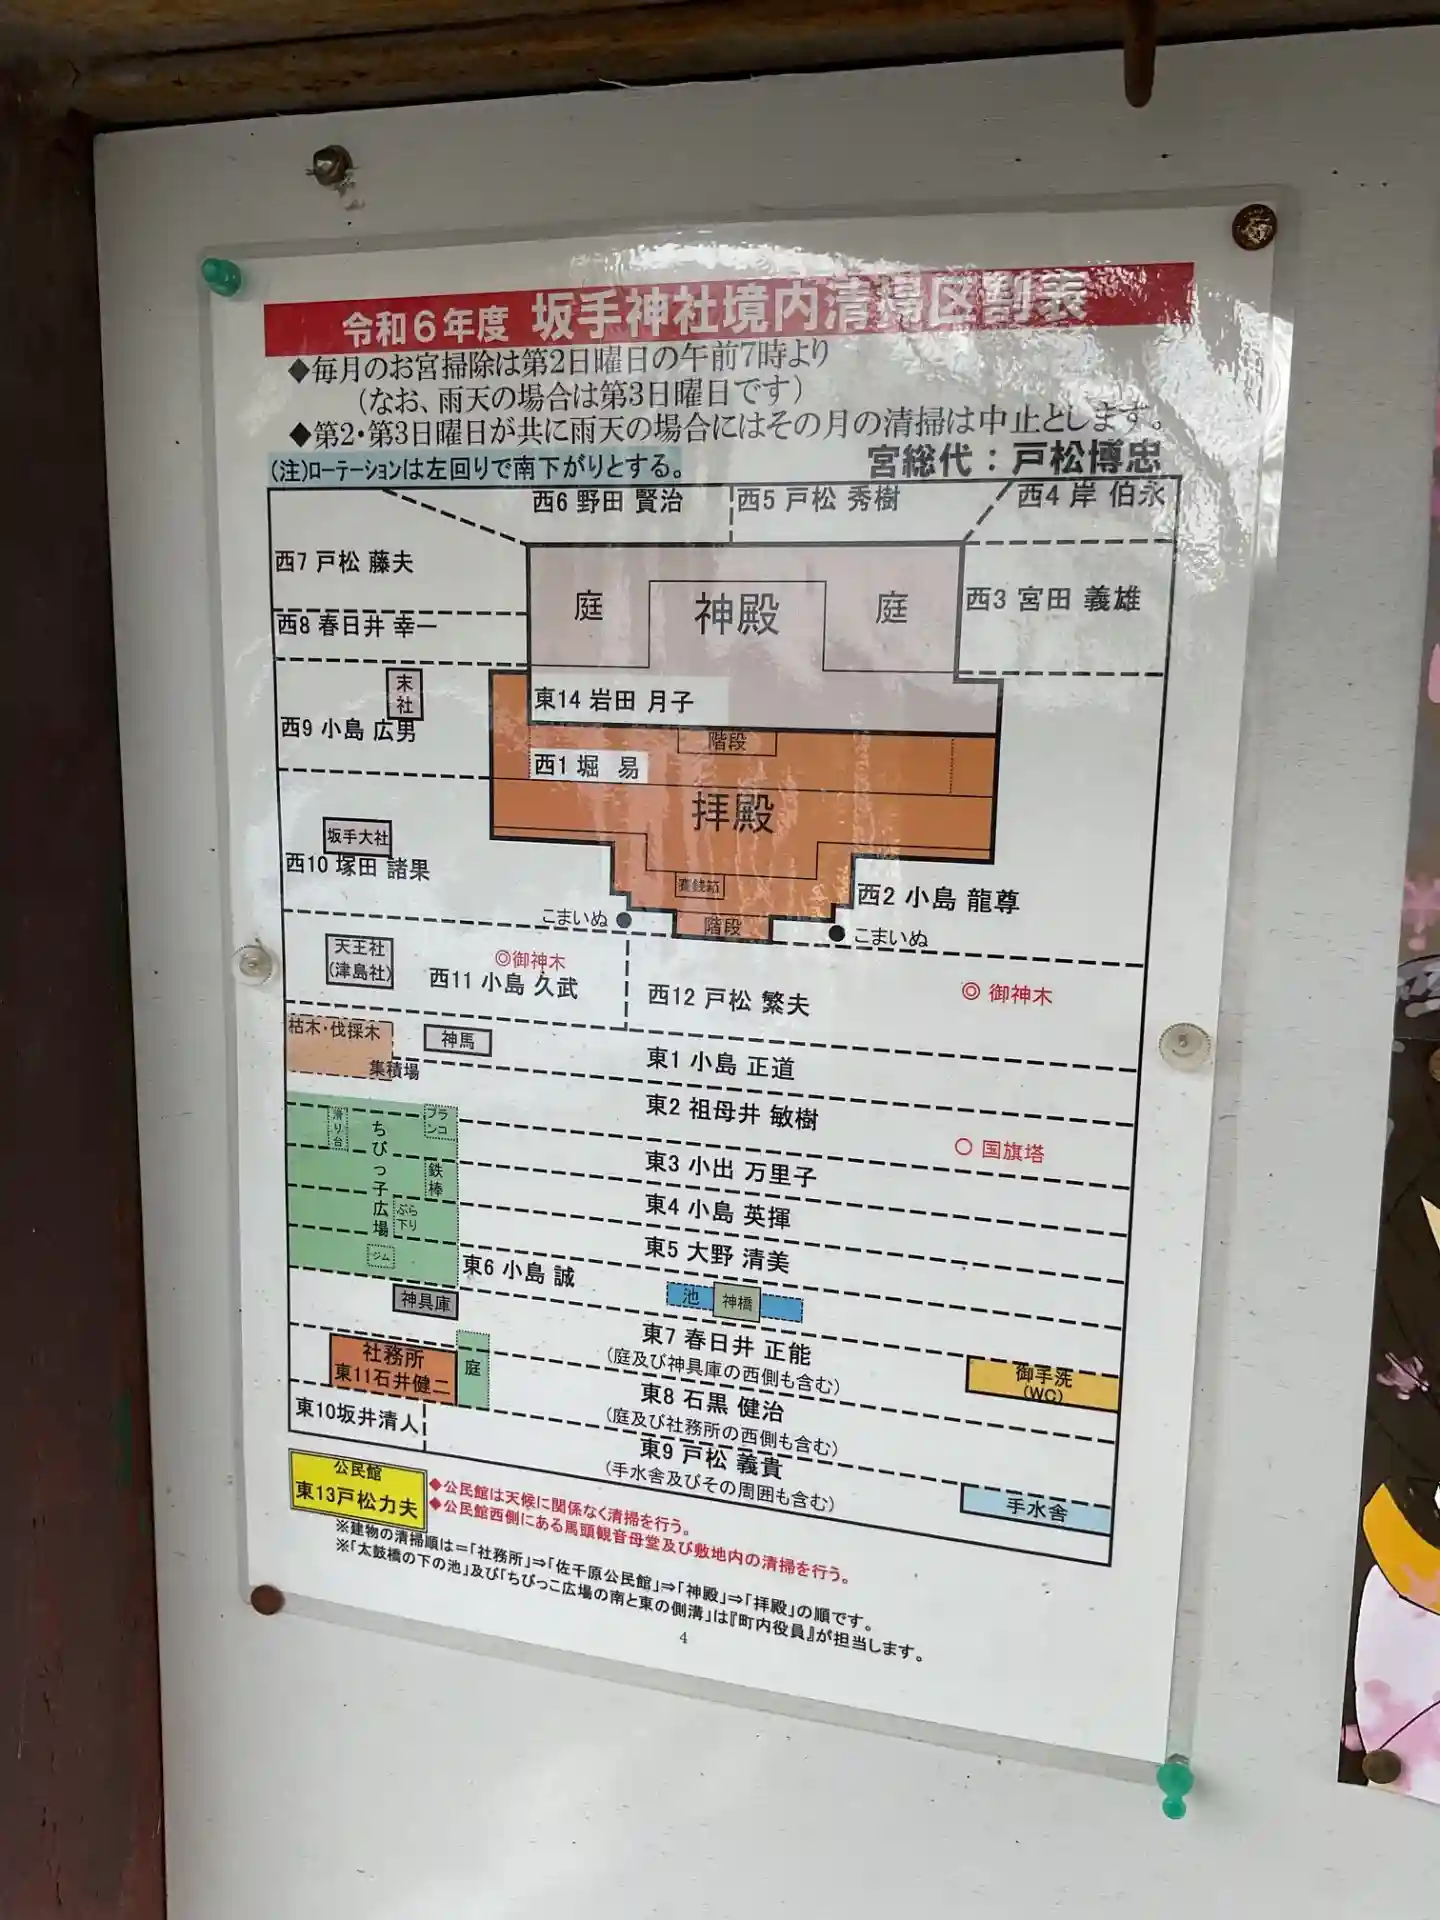 令和6年度 坂手神社境内清掃区割表
◆毎月のお宮掃除は第2日曜日の午前7時より
(なお、雨天の場合は第3日曜日です)
◆第2・第3日曜日が共に雨天の場合にはその月の清掃は中止とします。
(注)ローテーションは左回りで南下がりとする。
宮総代：戸松博忠
西6 野田 賢治
西5 戸松 秀樹
西4 岸 伯永
西7 戸松 藤夫
庭
神殿
庭
西3 宮田 義雄
西8 春日井 幸一
末社
東14 岩田 月子
西9 小島 広男
階段
西1 堀 易
拝殿
坂手大社
西10 塚田 諸果
賽銭箱
西2 小島 龍尊
こまいぬ
階段
こまいぬ
天王社
(津島社)
◎御神木
西11 小島 久武
西12 戸松 繁夫
◎ 御神木
枯木・伐採木
集積場
神馬
東1 小島 正道
滑り台
ちびっ子広場
ブランコ
東2 祖母井 敏樹
○ 国旗塔
鉄棒
東3 小出 万里子
ぶら下り
東4 小島 英揮
ジム
東5 大野 清美
東6 小島 誠
神具庫
池
神橋
東7 春日井 正能
(庭及び神具庫の西側も含む)
社務所
東11石井健二
庭
御手洗
(WC)
東8 石黒 健治
(庭及び社務所の西側も含む)
東10坂井清人
東9 戸松 義貴
(手水舎及びその周囲も含む)
手水舎
公民館
東13戸松力夫
◆公民館は天候に関係なく清掃を行う。
◆公民館西側にある馬頭観音母堂及び敷地内の清掃を行う。
※建物の清掃順は＝「社務所」⇒「佐千原公民館」⇒「神殿」⇒「拝殿」の順です。
※「太鼓橋の下の池」及び「ちびっこ広場の南と東の側溝」は『町内役員』が担当します。
4